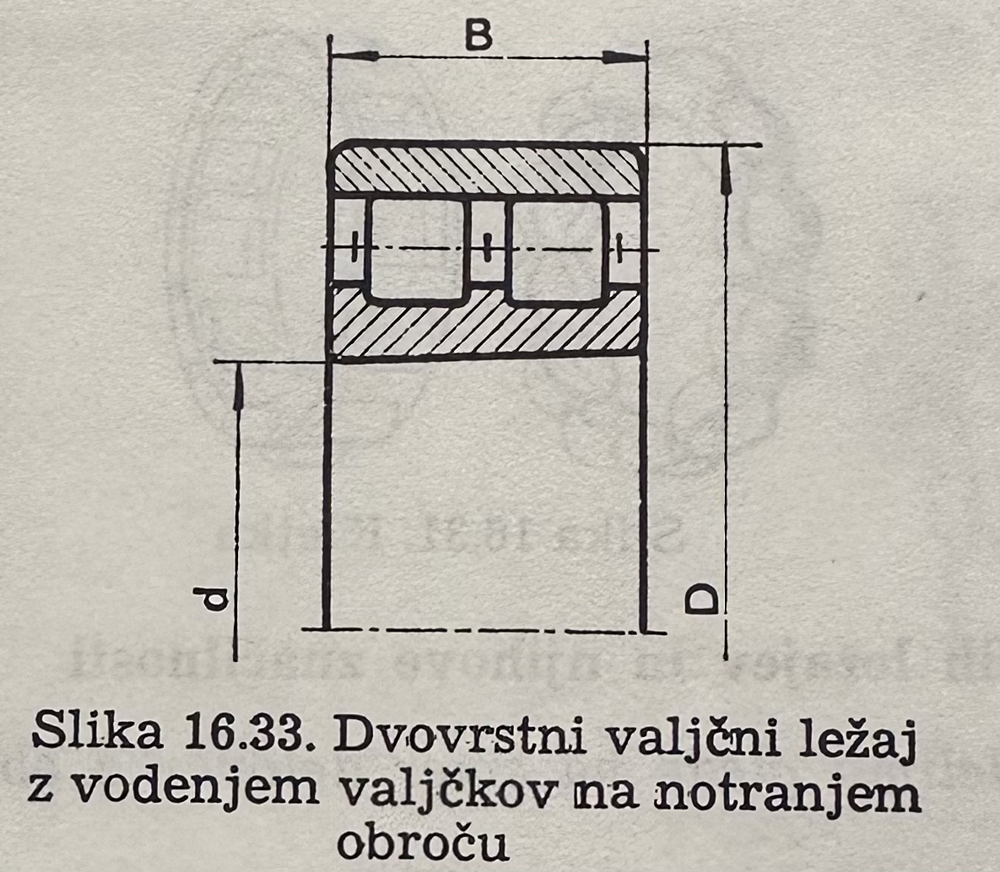 B
d
D
Slika 16.33. Dvovrstni valjčni ležaj
z vodenjem valjčkov na notranjem
obroču